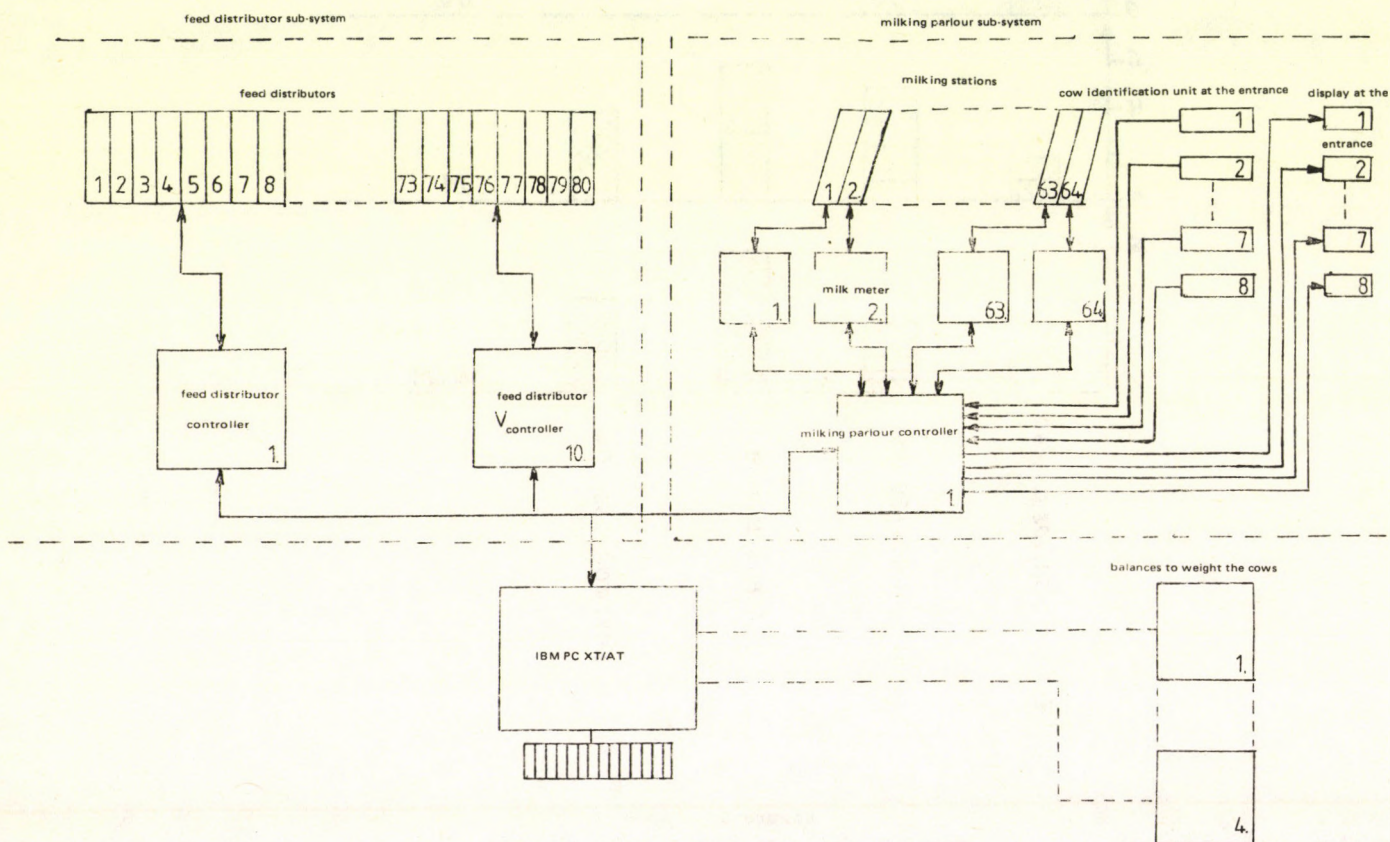 feed distributor sub-system
milking parlour sub-system
feed distributors
milking stations
cow identification unit at the entrance
display at the
entrance
1 2 3 4 5 6 7 8
73 74 75 76 77 78 79 80
1 2.
63 64
1
2
7
8
1
2
7
8
1.
milk meter
2.
63.
64.
feed distributor
controller
1.
feed distributor
V controller
10.
milking parlour controller
1
balances to weight the cows
IBM PC XT/AT
1.
4.